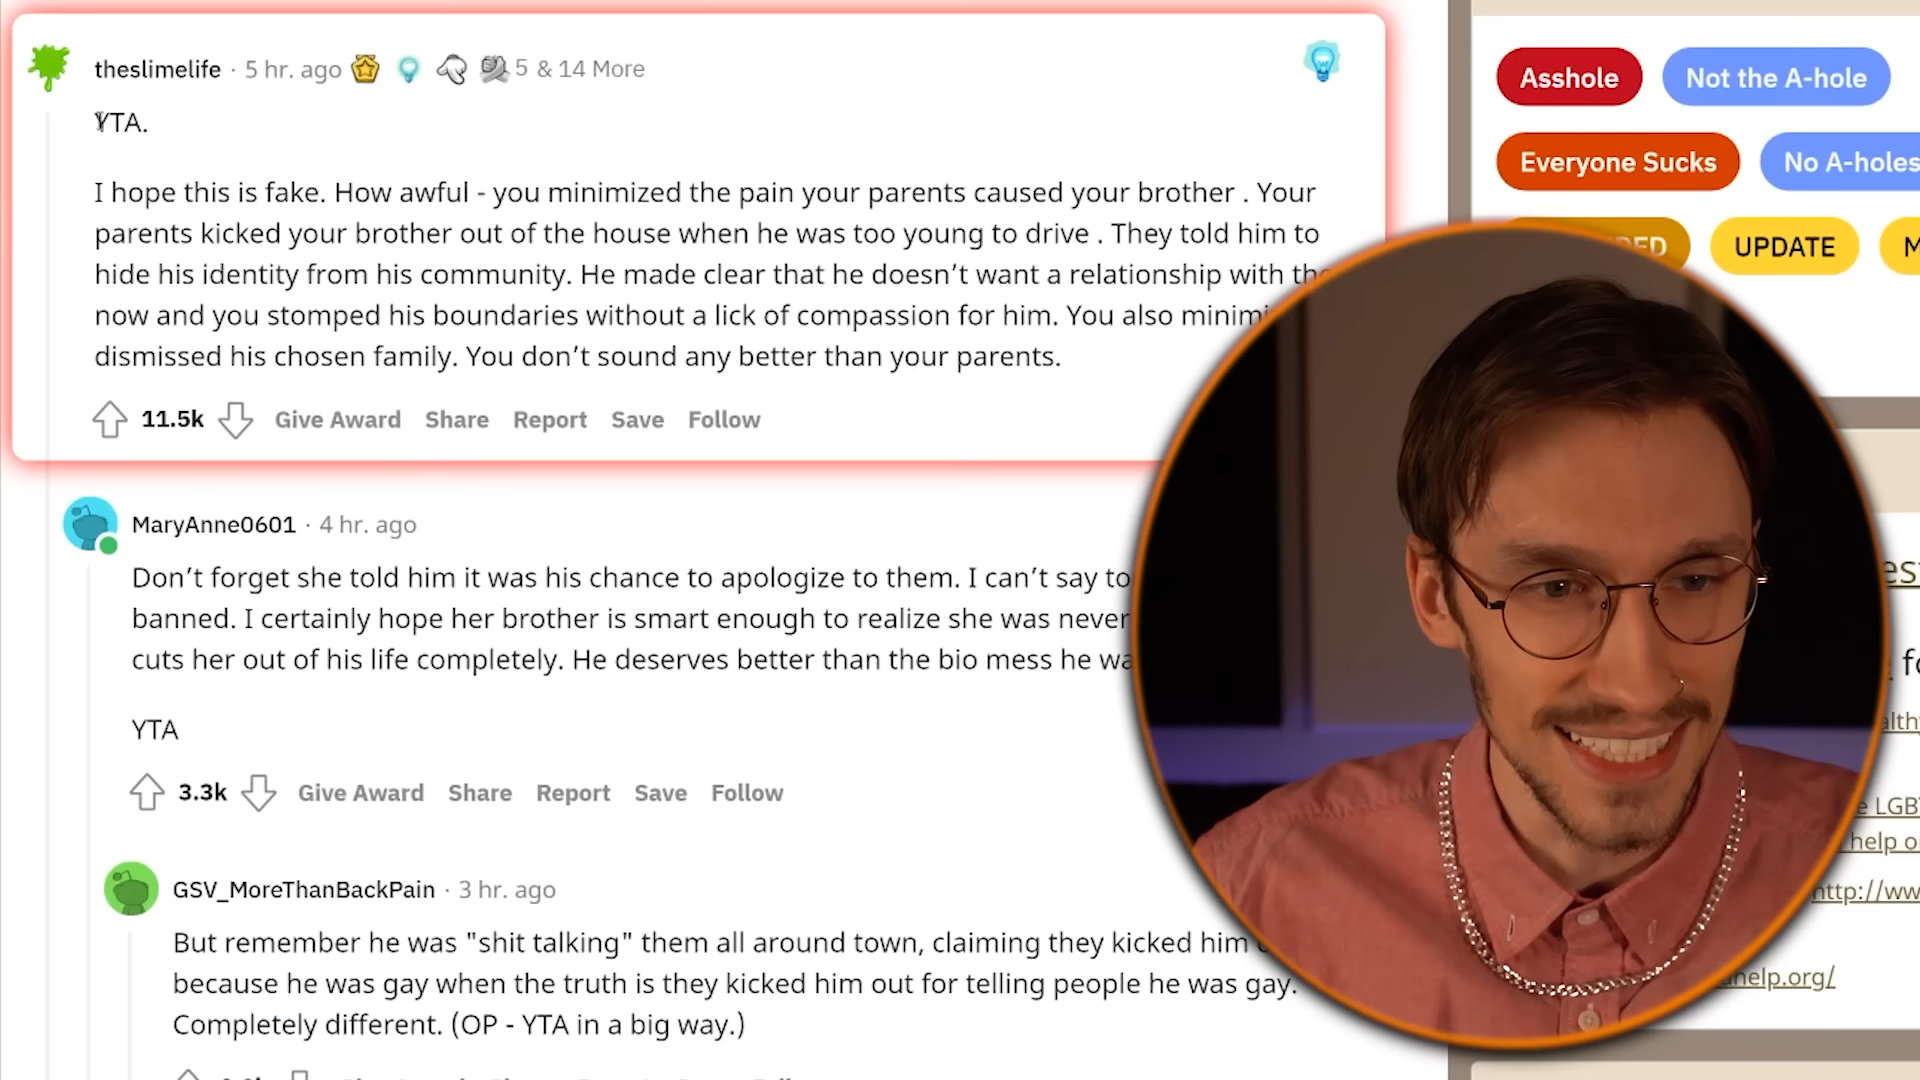 theslimelife · 5 hr. ago 5 & 14 More
YTA.
I hope this is fake. How awful - you minimized the pain your parents caused your brother . Your
parents kicked your brother out of the house when he was too young to drive . They told him to
hide his identity from his community. He made clear that he doesn't want a relationship with
now and you stomped his boundaries without a lick of compassion for him. You also
dismissed his chosen family. You don't sound any better than your parents.
11.5k Give Award Share Report Save Follow
MaryAnne0601 · 4 hr. ago
Don't forget she told him it was his chance to apologize to them. I can't say
banned. I certainly hope her brother is smart enough to realize she was never
cuts her out of his life completely. He deserves better than the bio mess he
YTA
3.3k Give Award Share Report Save Follow
GSV_MoreThanBackPain · 3 hr. ago
But remember he was "shit talking" them all around town, claiming they kicked him
because he was gay when the truth is they kicked him out for telling people he was gay.
Completely different. (OP - YTA in a big way.)
Asshole Not the A-hole
Everyone Sucks No A-holes
UPDATE
help